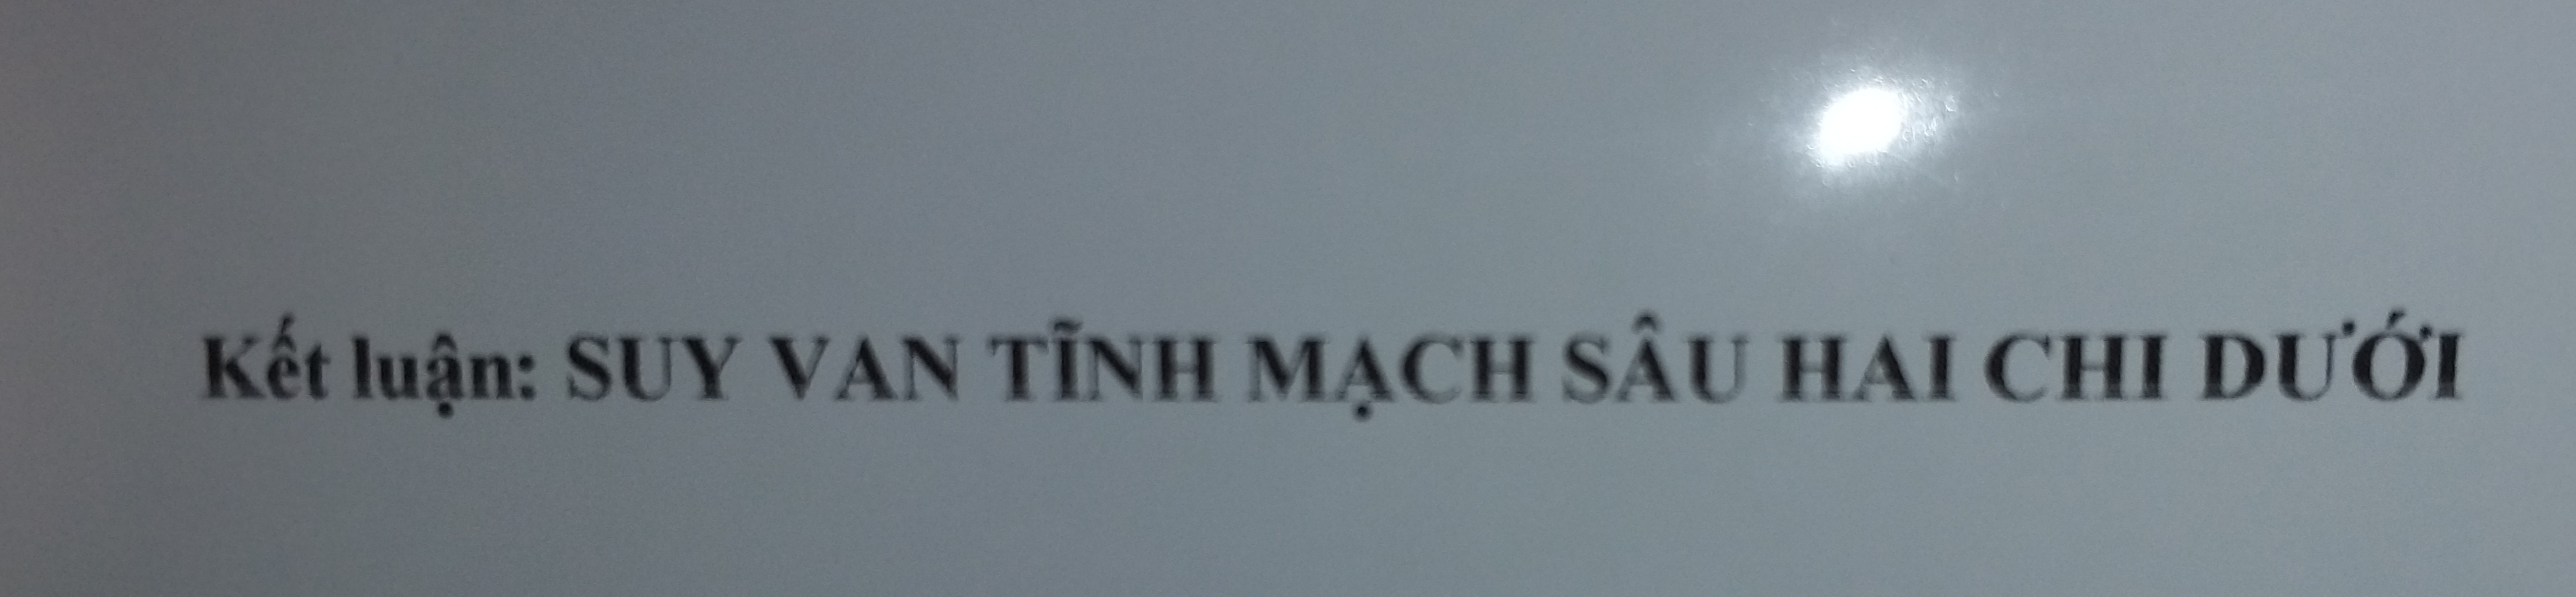 Kết luận: SUY VAN TĨNH MẠCH SÂU HAI CHI DƯỚI